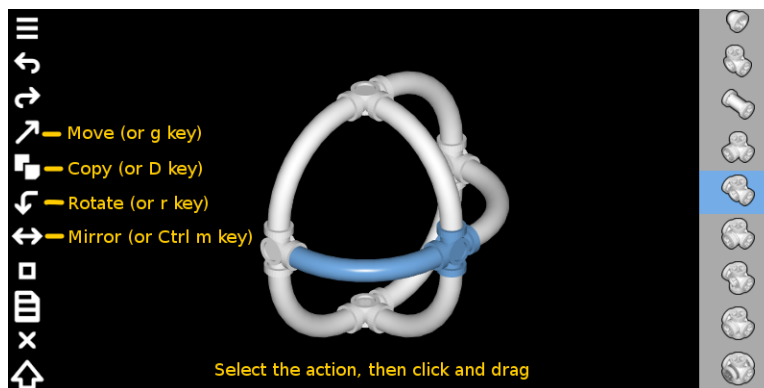 Move (or g key)
Copy (or D key)
Rotate (or r key)
Mirror (or Ctrl m key)
Select the action, then click and drag